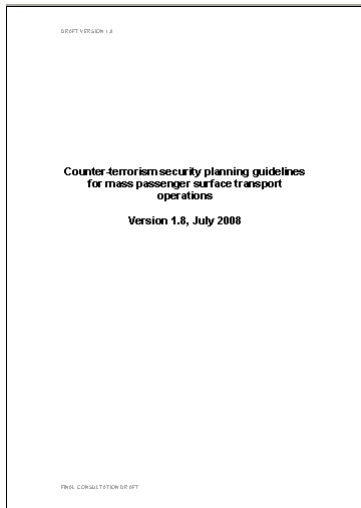 DRAFT VERSION 1.8
Counter-terrorism security planning guidelines
for mass passenger surface transport
operations
Version 1.8, July 2008
FINAL CONSULTATION DRAFT